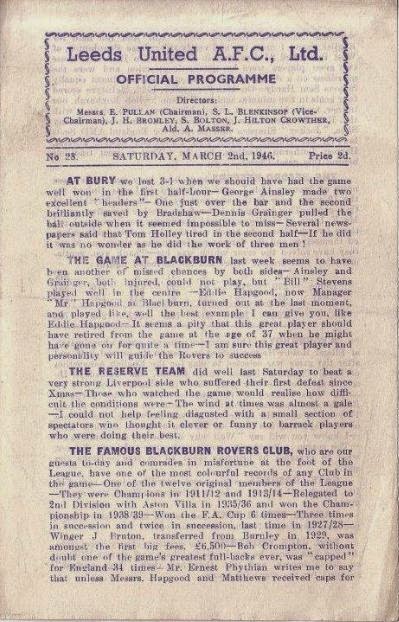 Leeds United A.F.C., Ltd.
OFFICIAL PROGRAMME
Directors:
Messrs. E. PULLAN (Chairman), S. L. BLENKINSOP (Vice-
Chairman), J. H. BROMLEY, S. BOLTON, J. HILTON CROWTHER,
Ald. A. MASSER.
No 23. SATURDAY, MARCH 2nd, 1946. Price 2d.
AT BURY we lost 3-1 when we should have had the game
well won in the first half-hour—George Ainsley made two
excellent "headers"—One just over the bar and the second
brilliantly saved by Bradshaw—Dennis Grainger pulled the
ball outside when it seemed impossible to miss—Several news-
papers said that Tom Holley tired in the second half—If he did
it was no wonder as he did the work of three men!
THE GAME AT BLACKBURN last week seems to have
been another of missed chances by both sides—Ainsley and
Grainger, both injured, could not play, but "Bill" Stevens
played well in the centre—Eddie Hapgood, now Manager
"Mr." Hapgood at Blackburn, turned out at the last moment,
and played like, well the best example I can give you, like
Eddie Hapgood—It seems a pity that this great player should
have retired from the game at the age of 37 when he might
have gone on for quite a time—I am sure this great player and
personality will guide the Rovers to success
THE RESERVE TEAM did well last Saturday to beat a
very strong Liverpool side who suffered their first defeat since
Xmas—Those who watched the game would realise how diffi-
cult the conditions were—The wind at times was almost a gale
—I could not help feeling disgusted with a small section of
spectators who thought it clever or funny to barrack players
who were doing their best.
THE FAMOUS BLACKBURN ROVERS CLUB, who are our
guests to-day and comrades in misfortune at the foot of the
League, have one of the most colourful records of any Club in
the game—One of the twelve original members of the League
—They were Champions in 1911/12 and 1913/14—Relegated to
2nd Division with Aston Villa in 1935/36 and won the Cham-
pionship in 1938/39—Won the F.A. Cup 6 times—Three times
in succession and twice in succession, last time in 1927/28—
Winger J Bruton, transferred from Burnley in 1929, was
amongst the first big fees, £6,500—Bob Crompton, without
doubt one of the game's greatest full-backs ever, was "capped"
for England 34 times—Mr. Ernest Phythian writes me to say
that unless Messrs. Hapgood and Matthews received caps for